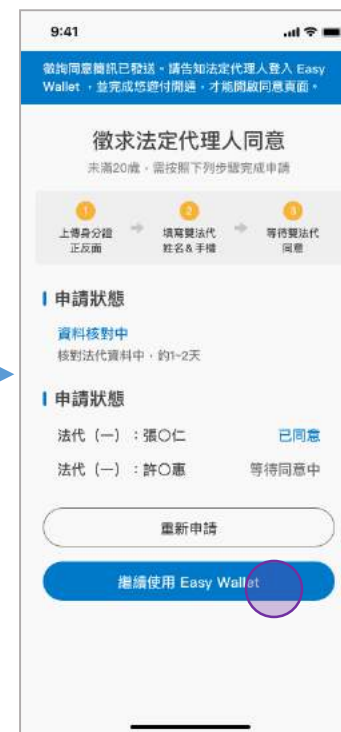 9:41
徵詢同意簡訊已發送，請告知法定代理人登入 Easy
Wallet ，並完成悠遊付開通，才能開啟同意頁面。
徵求法定代理人同意
未滿20歲，需按照下列步驟完成申請
1
2
3
上傳身分證
正反面
填寫雙法代
姓名&手機
等待雙法代
同意
申請狀態
資料核對中
核對法代資料中，約1~2天
申請狀態
法代（一）：張〇仁
已同意
法代（一）：許〇惠
等待同意中
重新申請
繼續使用 Easy Wallet